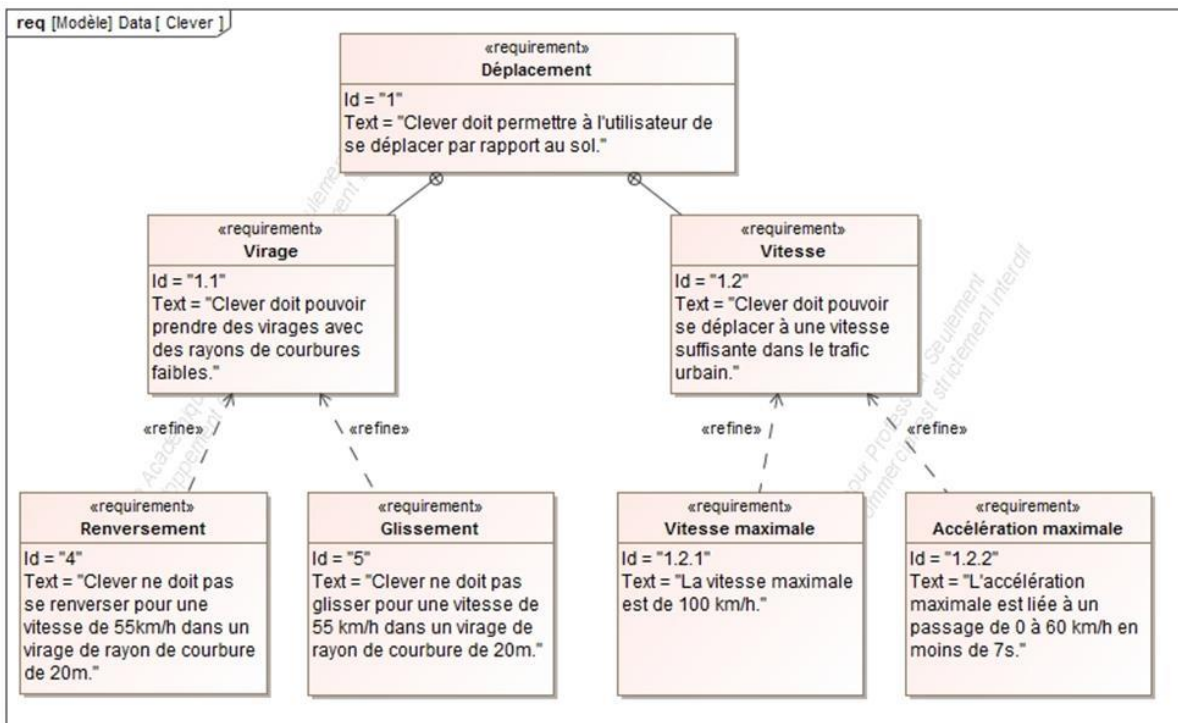 req [Modèle] Data [ Clever ]
«requirement»
Déplacement
Id = "1"
Text = "Clever doit permettre à l'utilisateur de
se déplacer par rapport au sol."
«requirement»
Virage
Id = "1.1"
Text = "Clever doit pouvoir
prendre des virages avec
des rayons de courbures
faibles."
«requirement»
Vitesse
Id = "1.2"
Text = "Clever doit pouvoir
se déplacer à une vitesse
suffisante dans le trafic
urbain."
«refine»
«refine»
«refine»
«refine»
«requirement»
Renversement
Id = "4"
Text = "Clever ne doit pas
se renverser pour une
vitesse de 55km/h dans un
virage de rayon de courbure
de 20m."
«requirement»
Glissement
Id = "5"
Text = "Clever ne doit pas
glisser pour une vitesse de
55 km/h dans un virage de
rayon de courbure de 20m."
«requirement»
Vitesse maximale
Id = "1.2.1"
Text = "La vitesse maximale
est de 100 km/h."
«requirement»
Accélération maximale
Id = "1.2.2"
Text = "L'accélération
maximale est liée à un
passage de 0 à 60 km/h en
moins de 7s."
Seulement
est strictement interdit